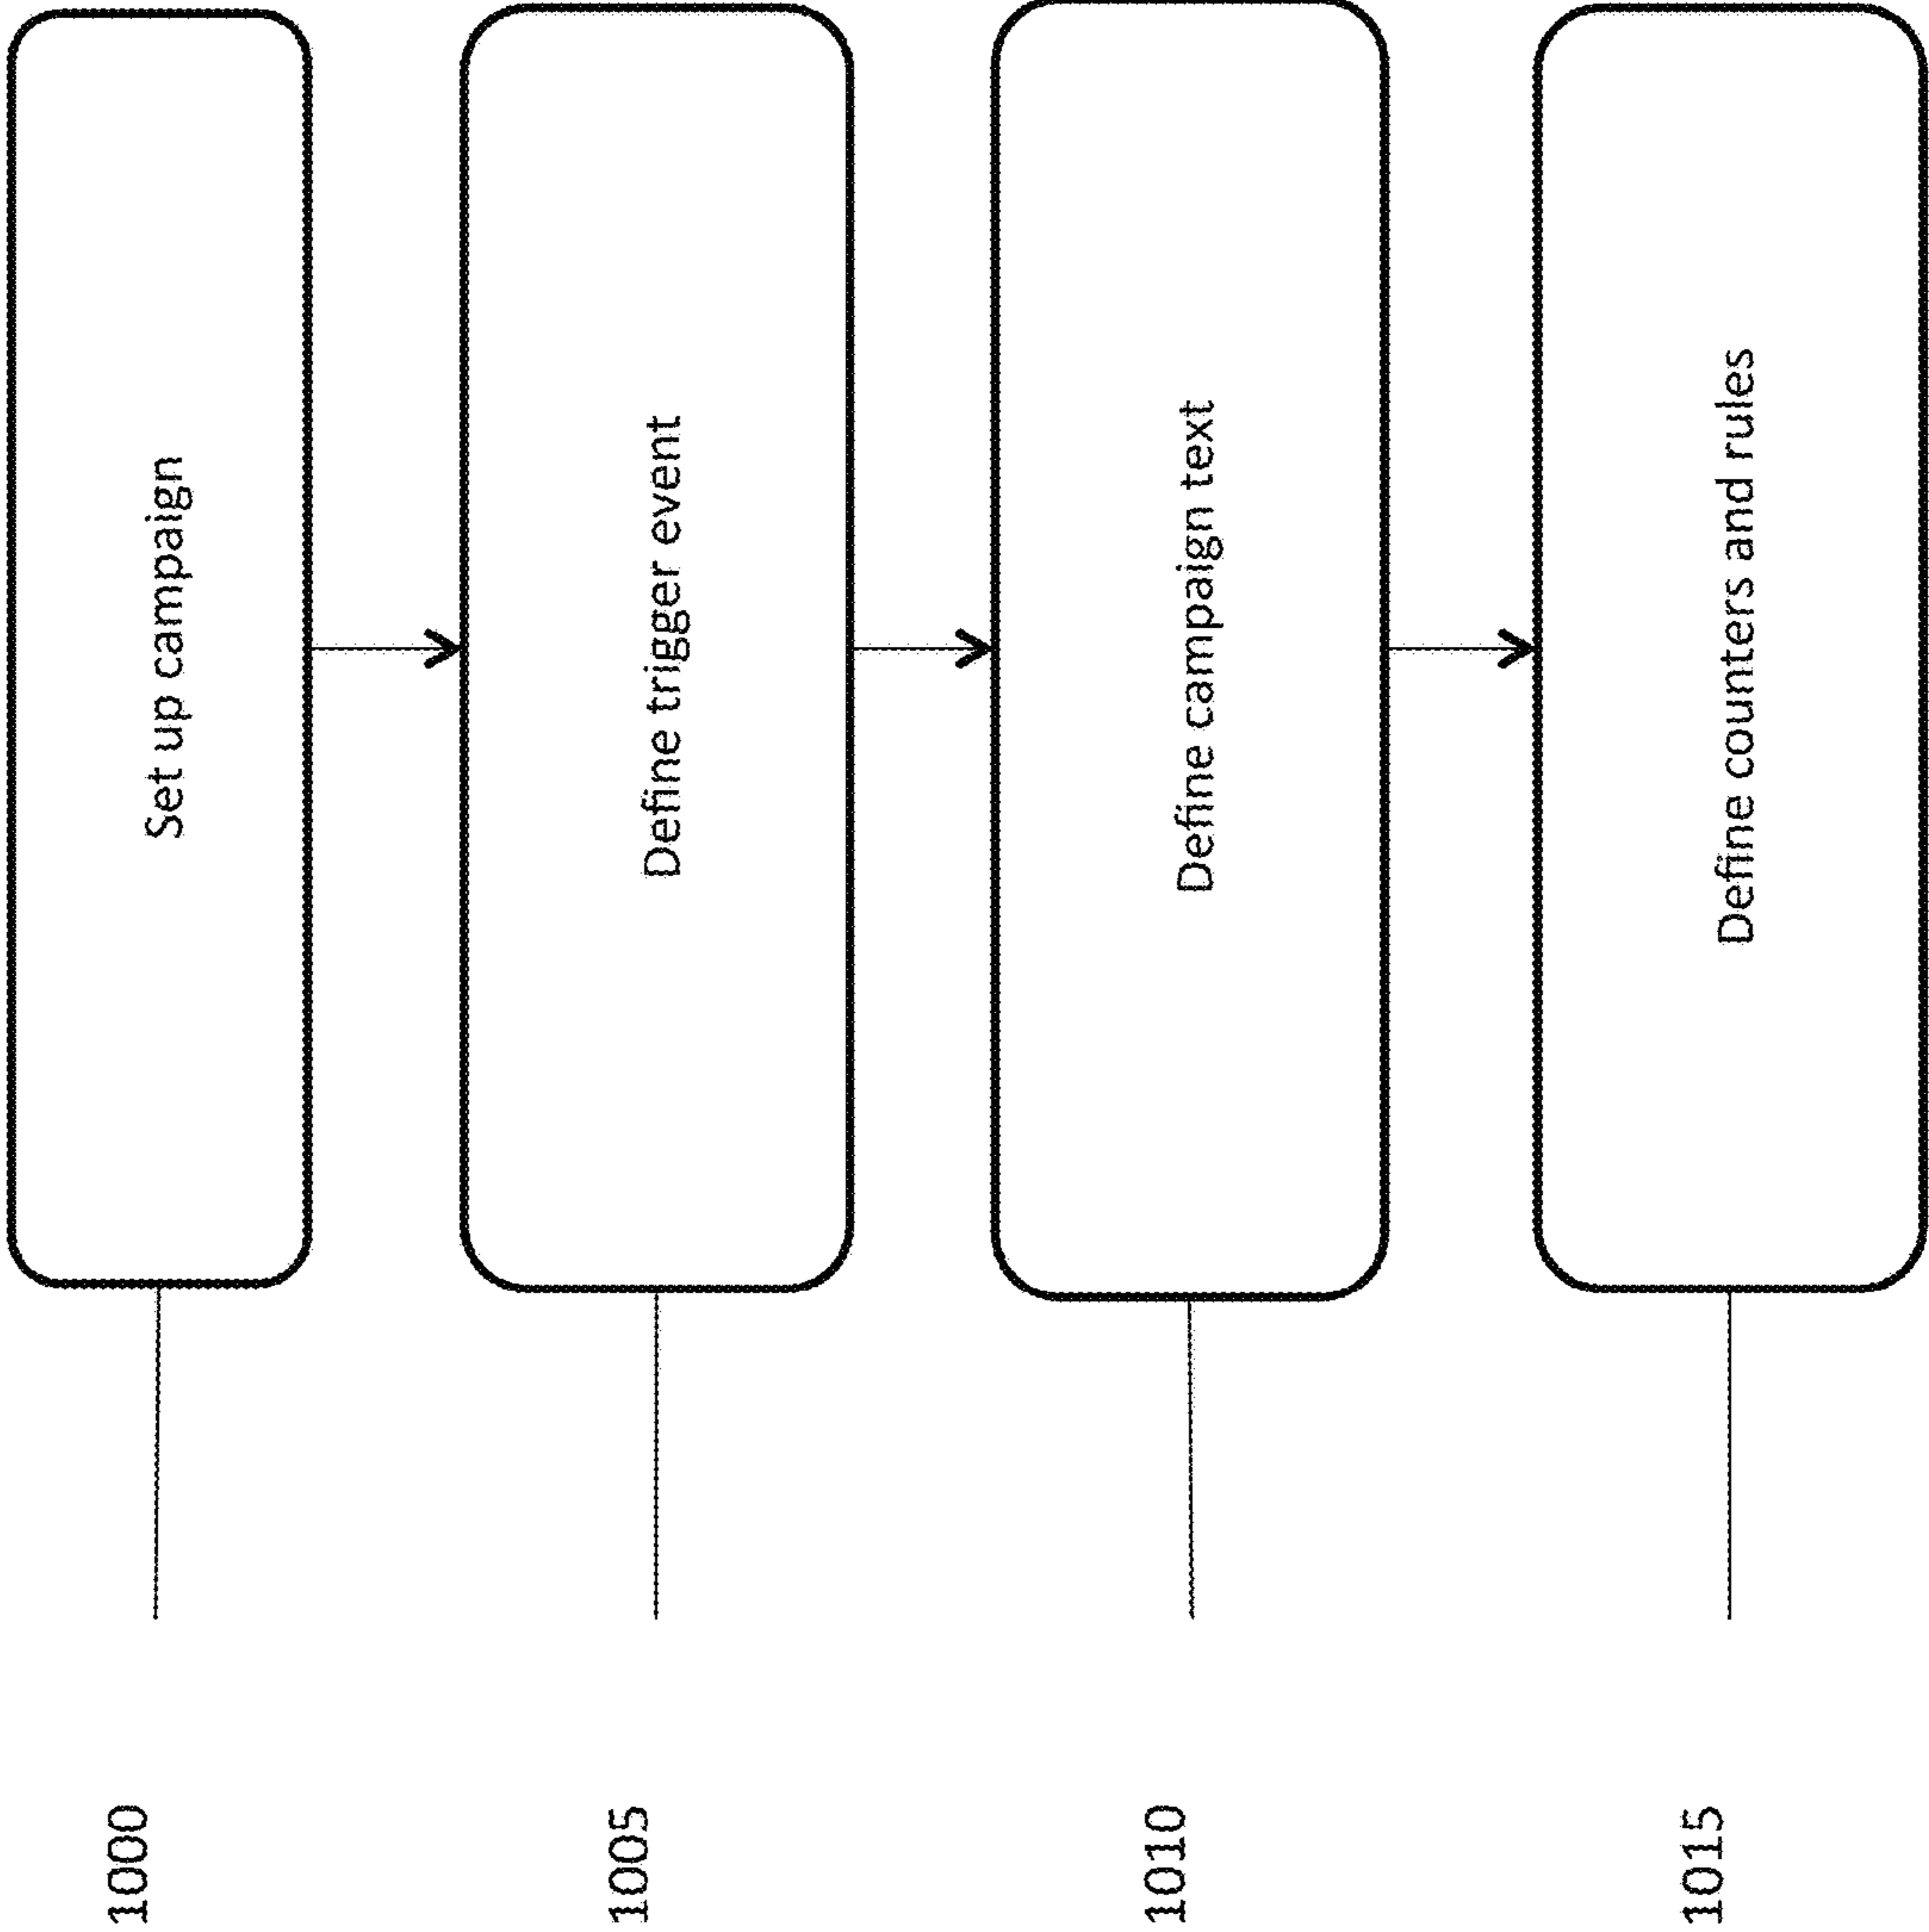 1000
Set up campaign
1005
Define trigger event
1010
Define campaign text
1015
Define counters and rules